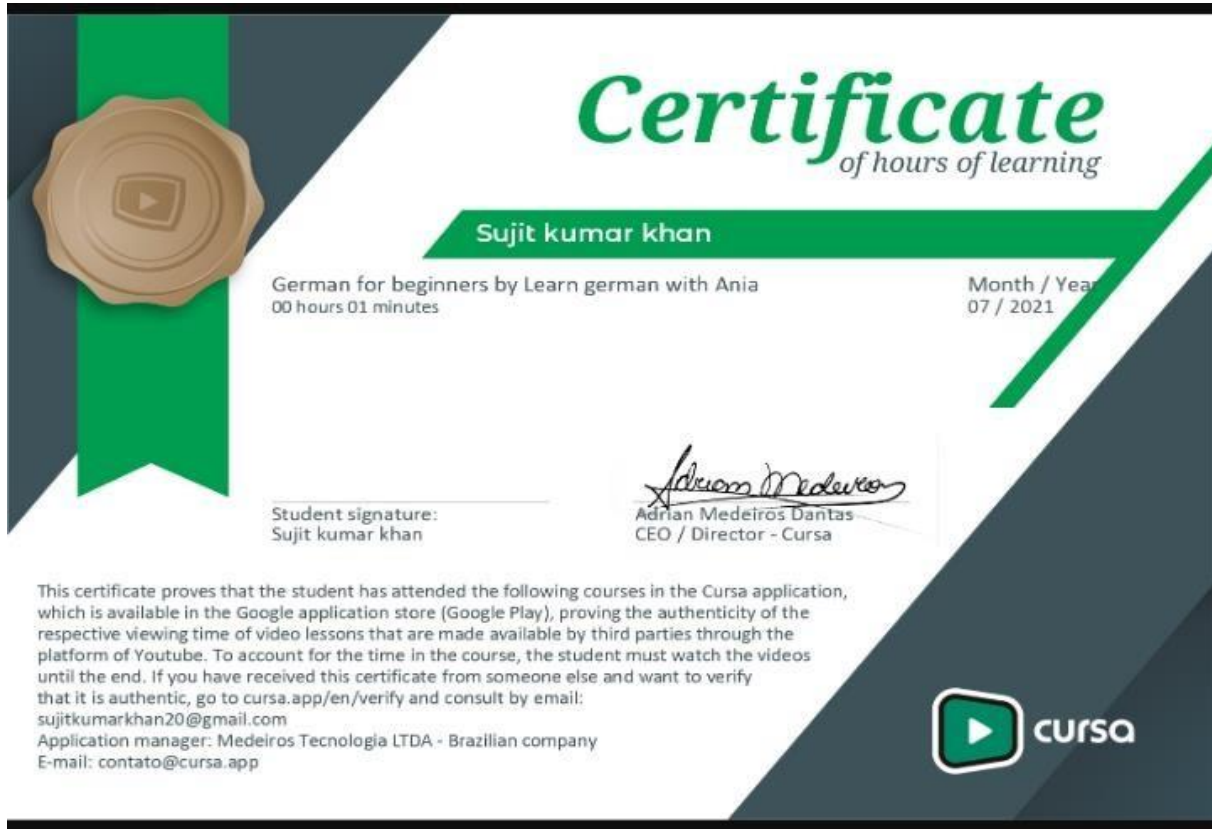 Certificate
of hours of learning
Sujit kumar khan
German for beginners by Learn german with Ania
00 hours 01 minutes
Month / Year
07 / 2021
Adrian Medeiros
Student signature:
Sujit kumar khan
Adrian Medeiros Dantas
CEO / Director - Cursa
This certificate proves that the student has attended the following courses in the Cursa application,
which is available in the Google application store (Google Play), proving the authenticity of the
respective viewing time of video lessons that are made available by third parties through the
platform of Youtube. To account for the time in the course, the student must watch the videos
until the end. If you have received this certificate from someone else and want to verify
that it is authentic, go to cursa.app/en/verify and consult by email:
sujitkumarkhan20@gmail.com
Application manager: Medeiros Tecnologia LTDA - Brazilian company
E-mail: contato@cursa.app
cursa